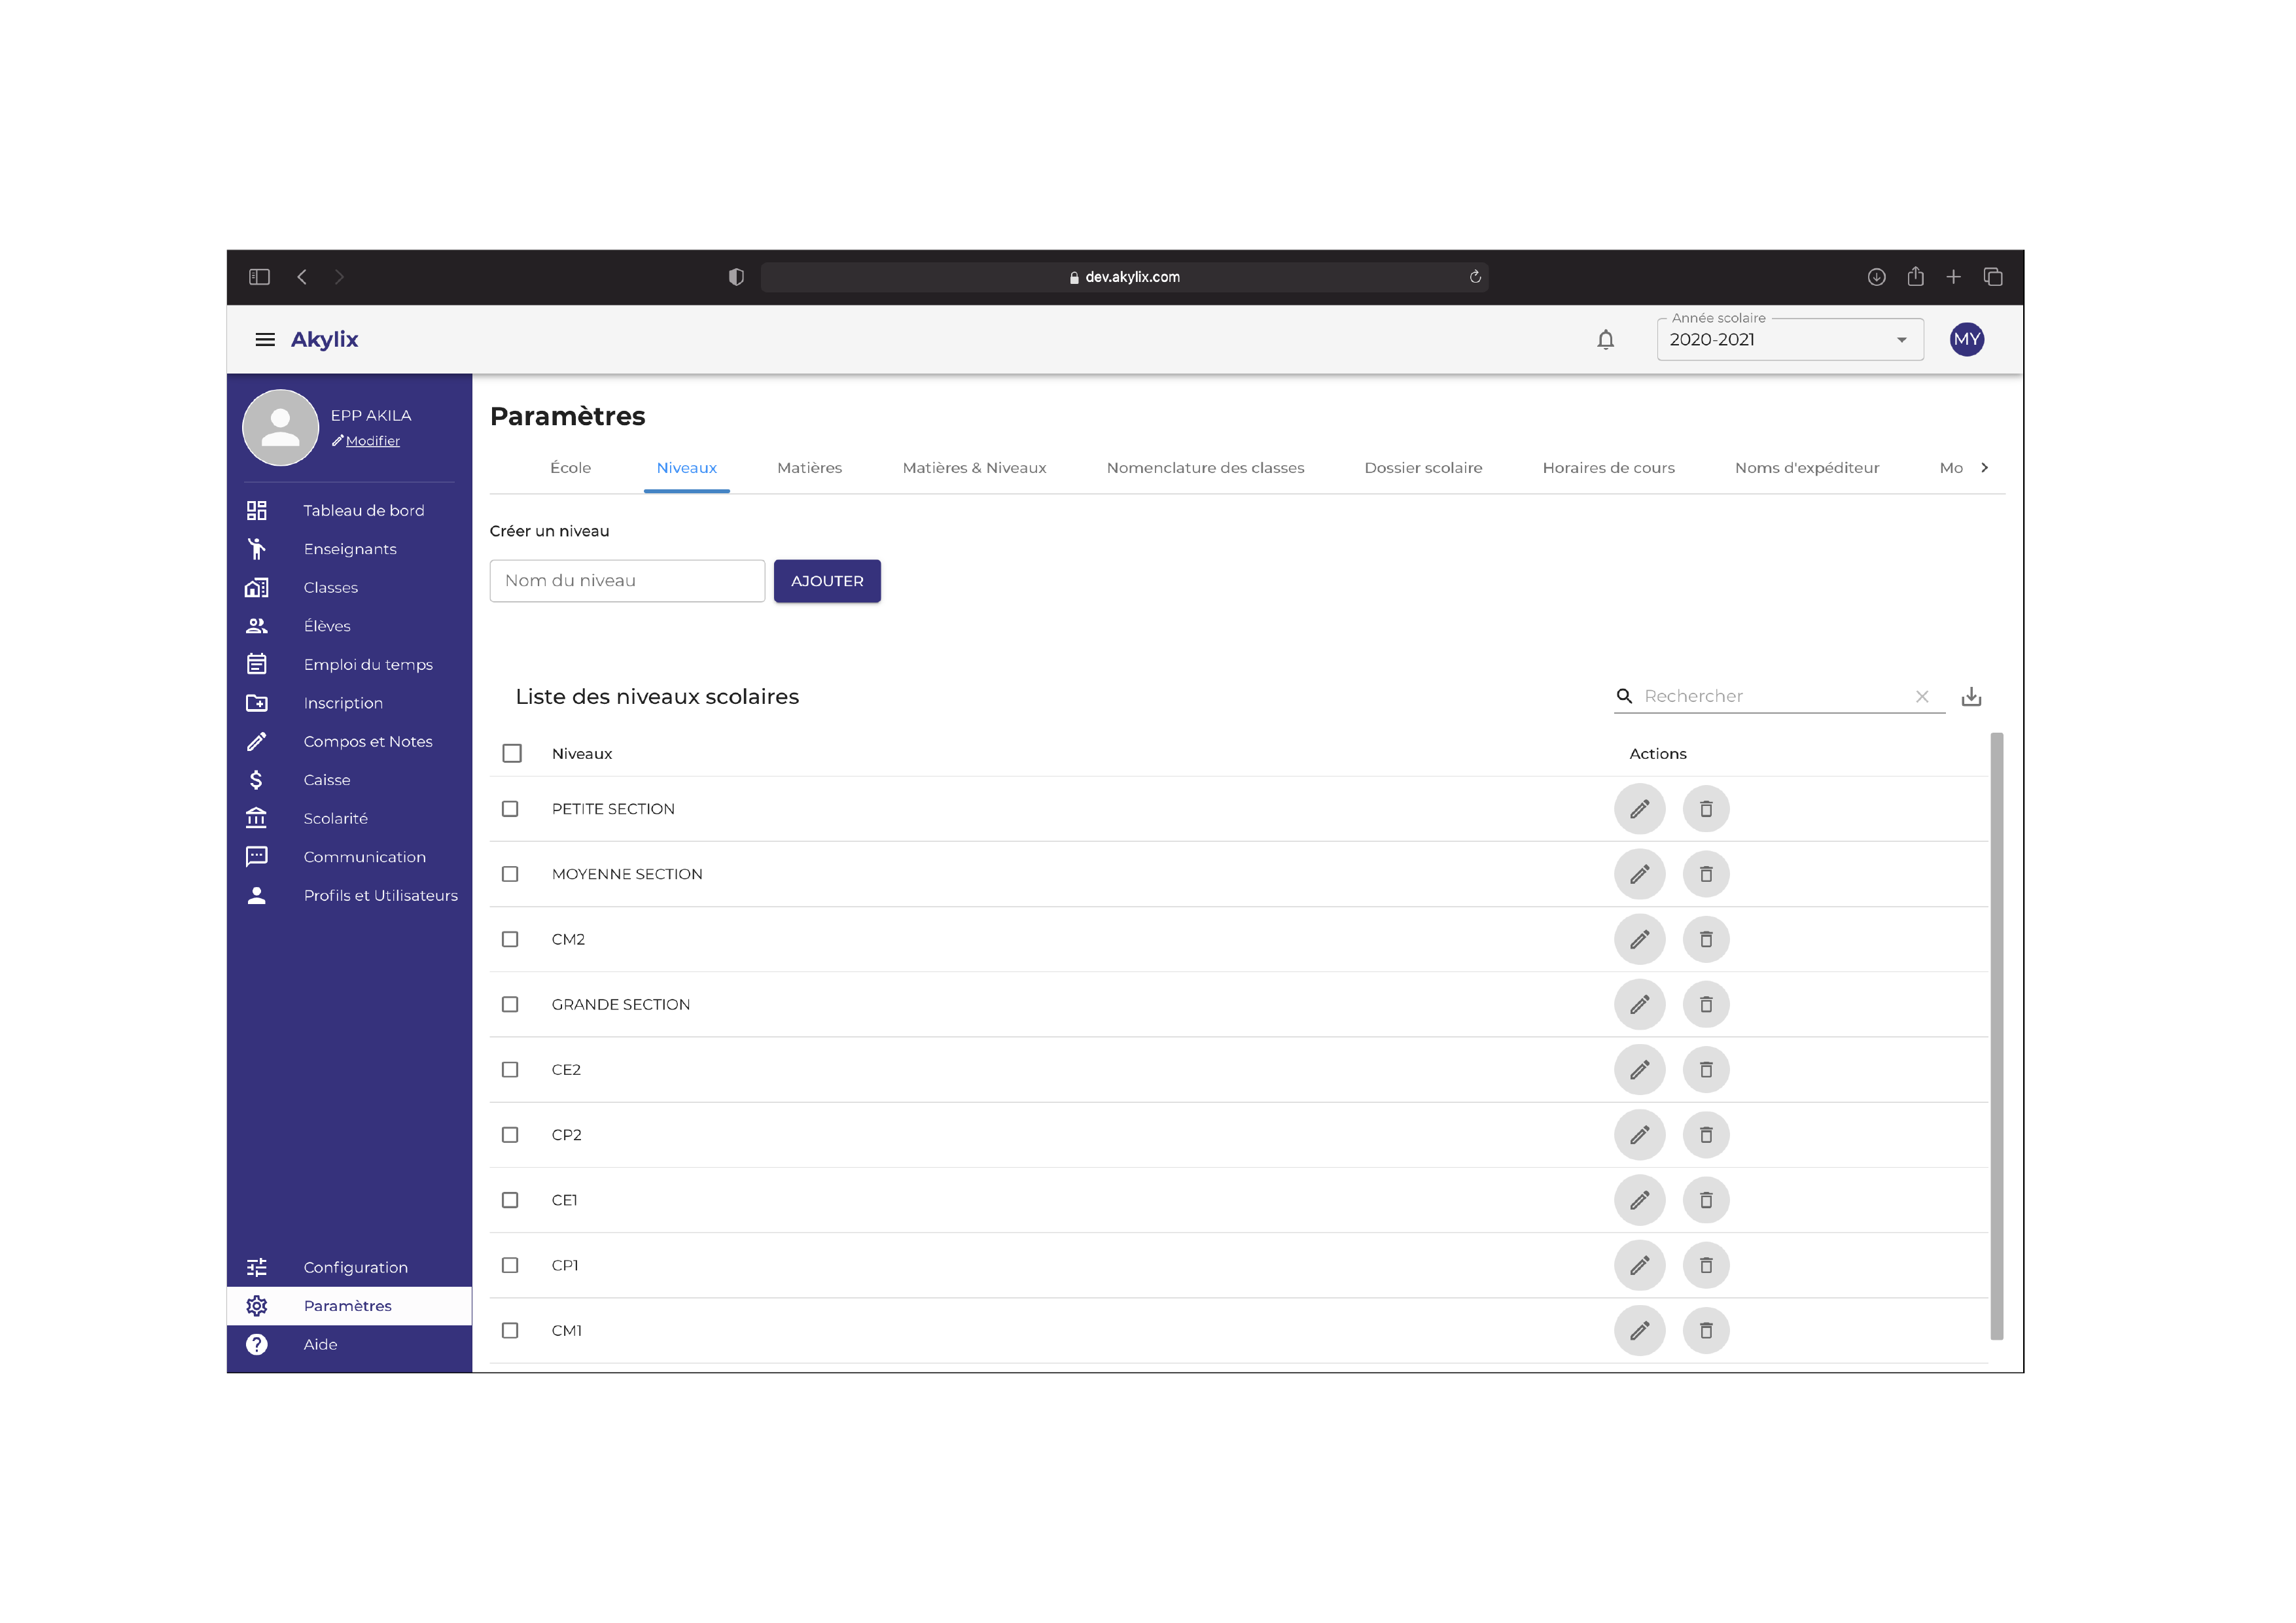 dev.akylix.com
Akylix
Année scolaire
2020-2021
MY
EPP AKILA
Modifier
Tableau de bord
Enseignants
Classes
Élèves
Emploi du temps
Inscription
Compos et Notes
Caisse
Scolarité
Communication
Profils et Utilisateurs
Configuration
Paramètres
Aide
Paramètres
École Niveaux Matières Matières & Niveaux Nomenclature des classes Dossier scolaire Horaires de cours Noms d'expéditeur Mo
Créer un niveau
Nom du niveau AJOUTER
Liste des niveaux scolaires Rechercher
Niveaux Actions
PETITE SECTION
MOYENNE SECTION
CM2
GRANDE SECTION
CE2
CP2
CE1
CP1
CM1